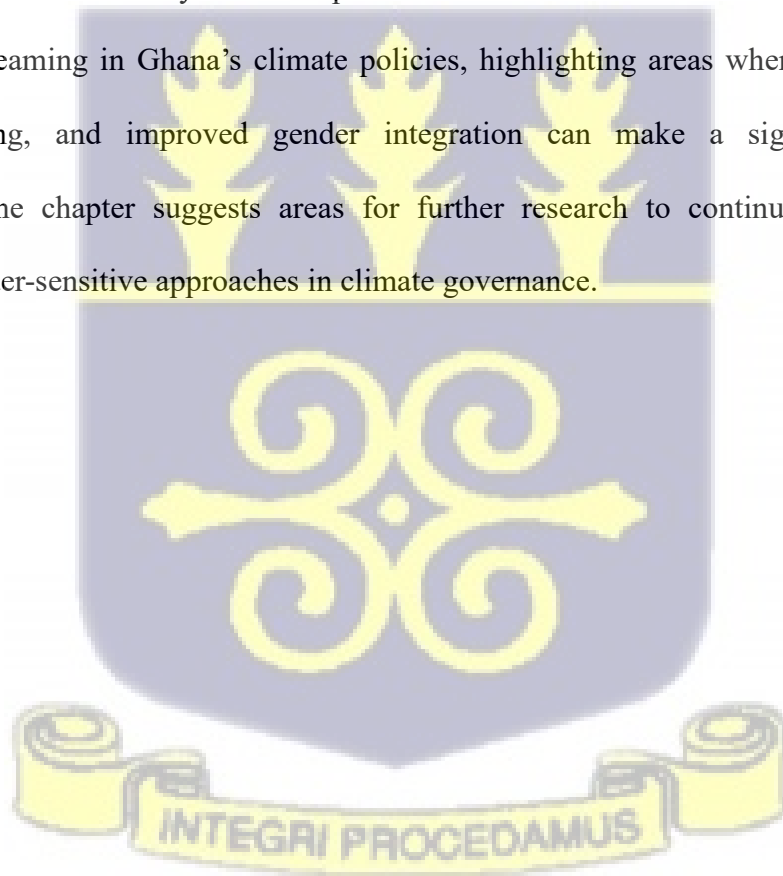 eaming in Ghana’s climate policies, highlighting areas wher
ng, and improved gender integration can make a sig
ne chapter suggests areas for further research to continu
er-sensitive approaches in climate governance.
INTEGRI PROCEDAMUS